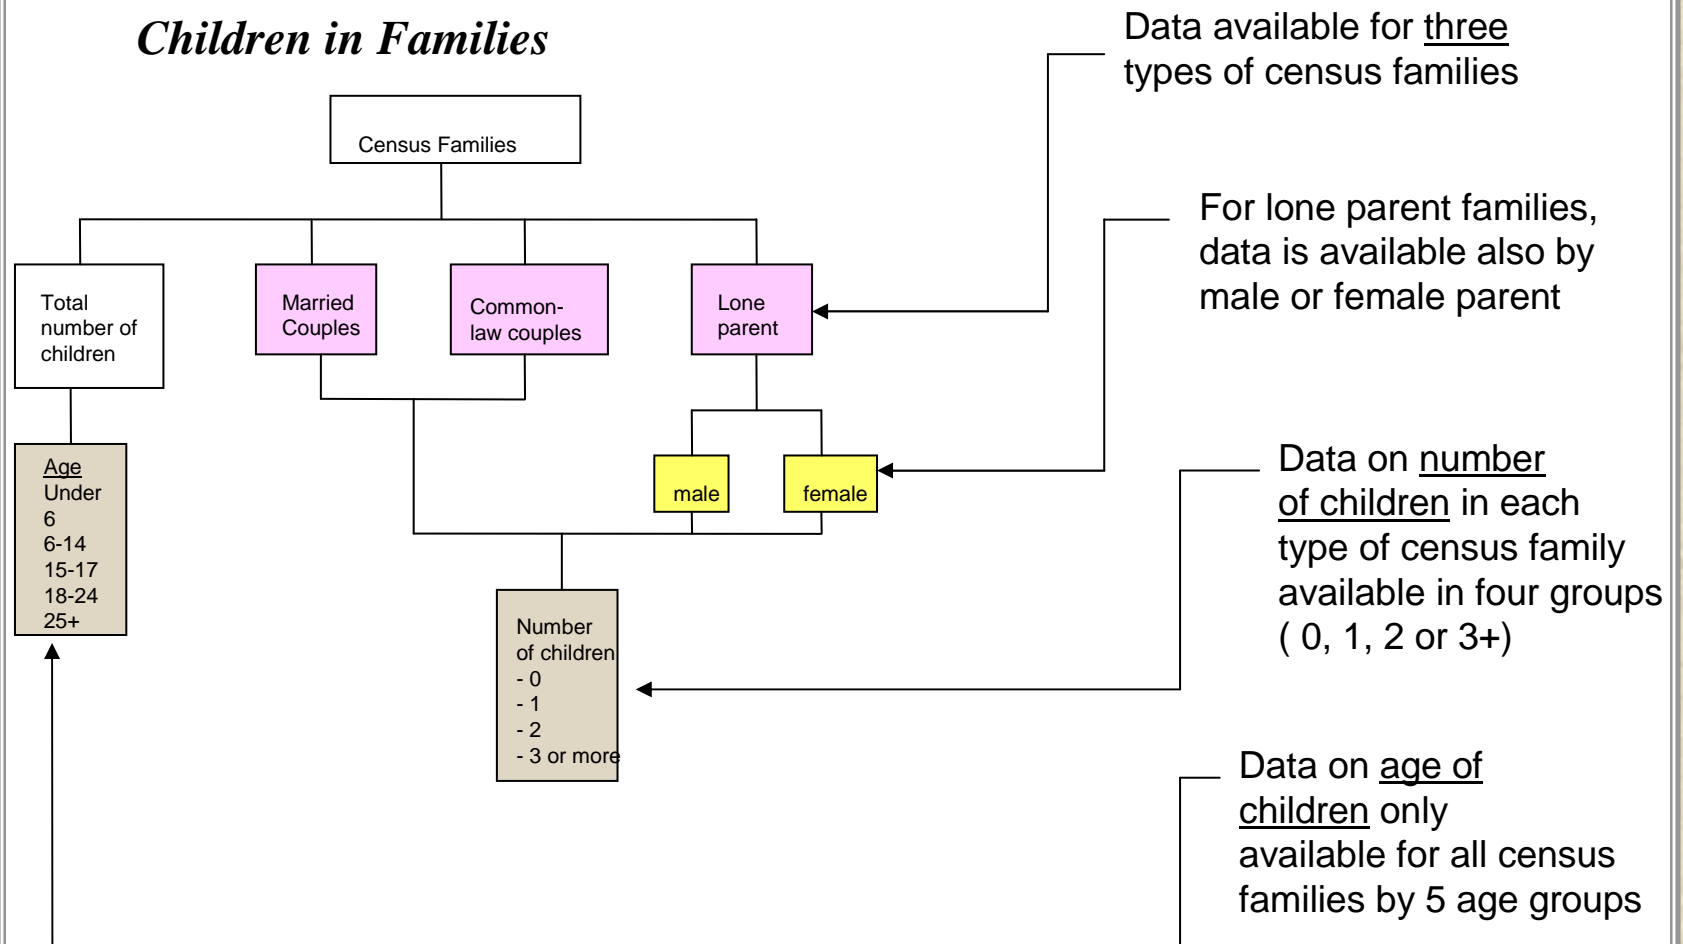 Children in Families
Data available for three
types of census families
Census Families
For lone parent families,
data is available also by
male or female parent
Total
number of
children
Married
Couples
Common-
law couples
Lone
parent
Age
Under
6
6-14
15-17
18-24
25+
male
female
Data on number
of children in each
type of census family
available in four groups
( 0, 1, 2 or 3+)
Number
of children
- 0
- 1
- 2
- 3 or more
Data on age of
children only
available for all census
families by 5 age groups